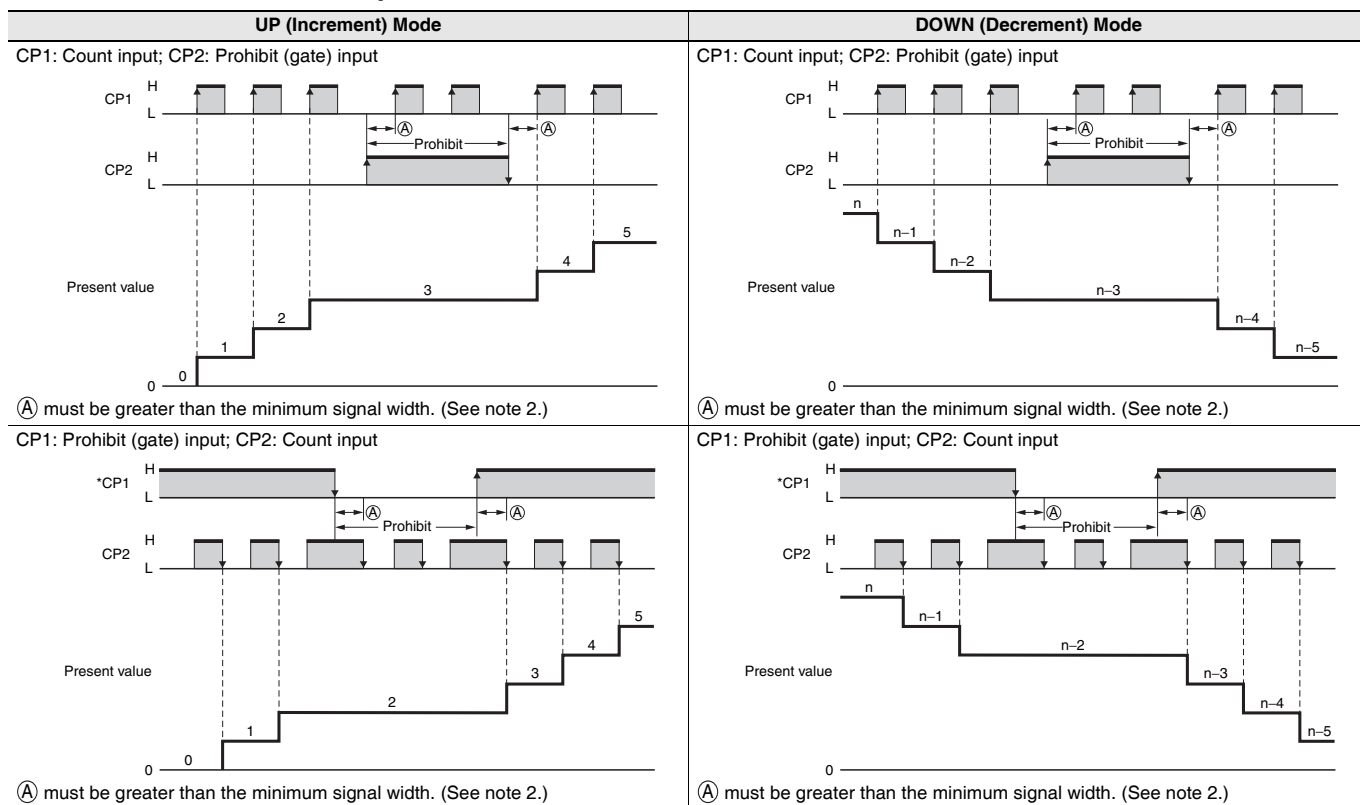 UP (Increment) Mode
DOWN (Decrement) Mode
CP1: Count input; CP2: Prohibit (gate) input
CP1
H
L
Ⓐ
Ⓐ
Prohibit
CP2
H
L
Present value
0
0
1
2
3
4
5
Ⓐ must be greater than the minimum signal width. (See note 2.)
CP1: Count input; CP2: Prohibit (gate) input
CP1
H
L
Ⓐ
Ⓐ
Prohibit
CP2
H
L
Present value
n
n–1
n–2
n–3
n–4
n–5
0
Ⓐ must be greater than the minimum signal width. (See note 2.)
CP1: Prohibit (gate) input; CP2: Count input
*CP1
H
L
Ⓐ
Ⓐ
Prohibit
CP2
H
L
Present value
0
0
1
2
3
4
5
Ⓐ must be greater than the minimum signal width. (See note 2.)
CP1: Prohibit (gate) input; CP2: Count input
*CP1
H
L
Ⓐ
Ⓐ
Prohibit
CP2
H
L
Present value
n
n–1
n–2
n–3
n–4
n–5
0
Ⓐ must be greater than the minimum signal width. (See note 2.)